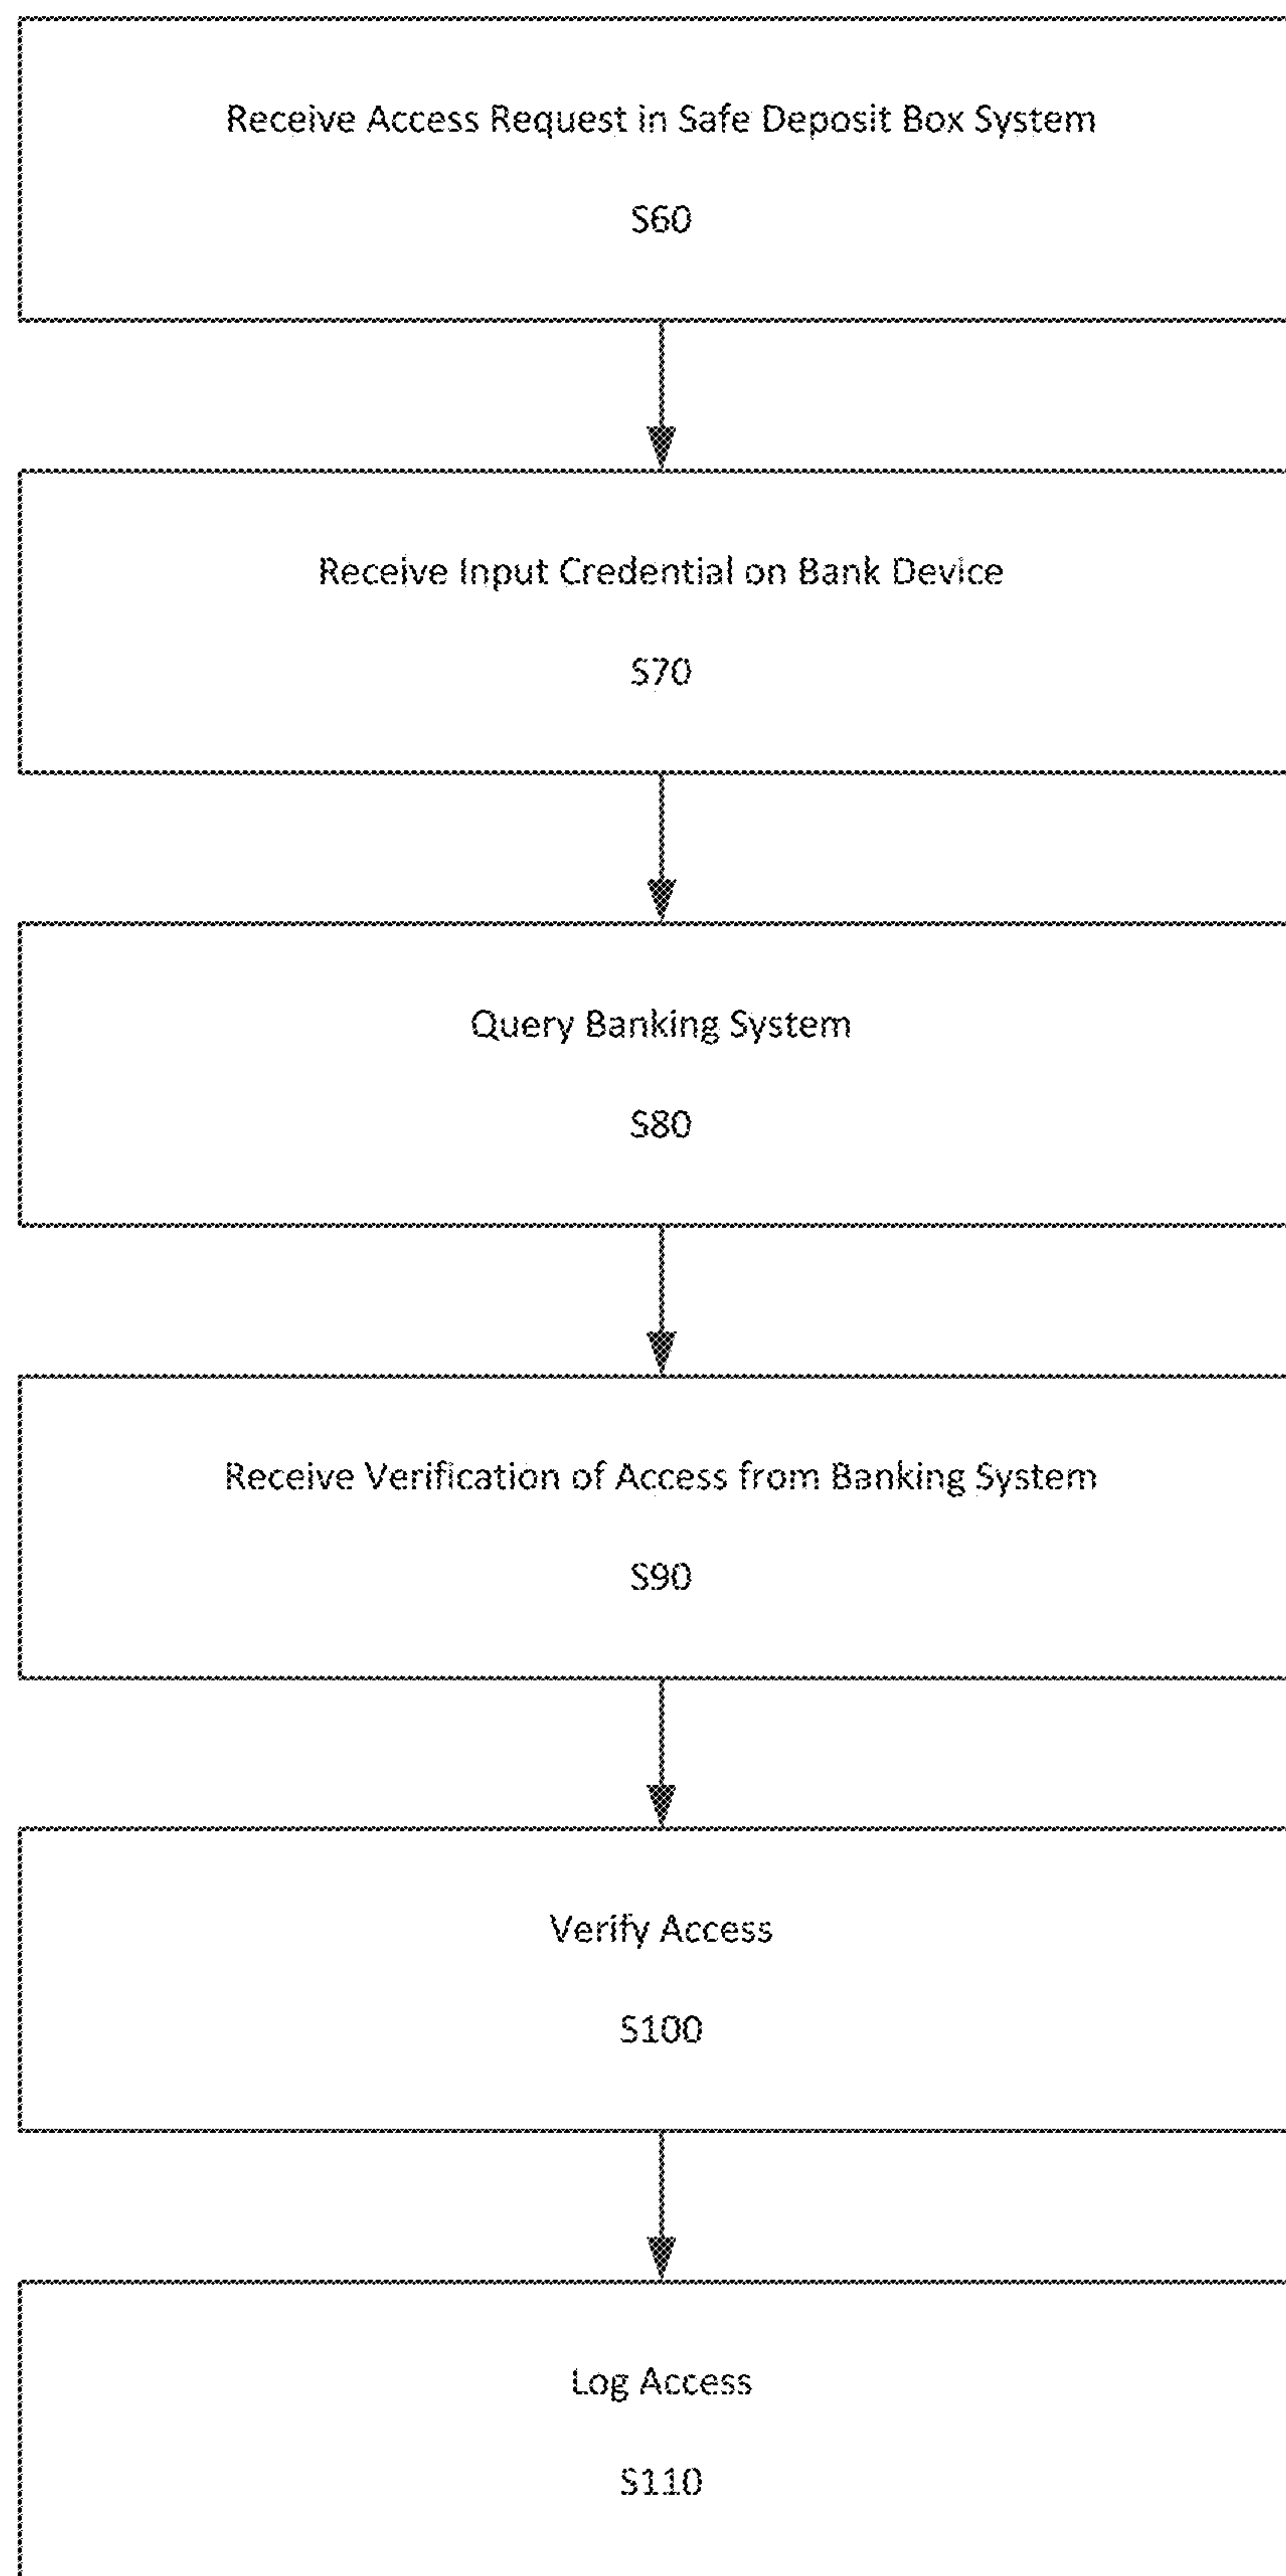 Receive Access Request in Safe Deposit Box System
S60
Receive Input Credential on Bank Device
S70
Query Banking System
S80
Receive Verification of Access from Banking System
S90
Verify Access
S100
Log Access
S110